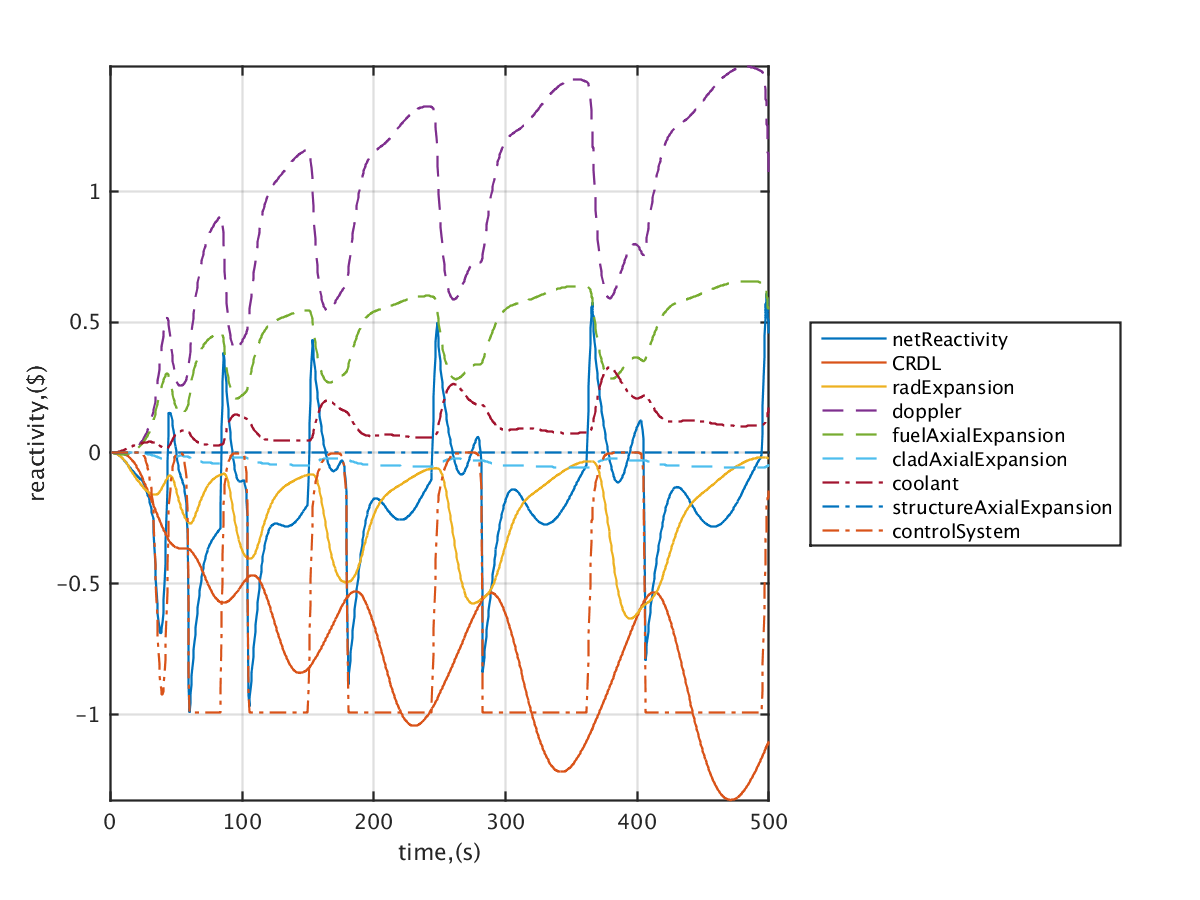 1
0.5
0
−0.5
−1
reactivity,($)
0
100
200
300
400
500
time,(s)
netReactivity
CRDL
radExpansion
doppler
fuelAxialExpansion
cladAxialExpansion
coolant
structureAxialExpansion
controlSystem